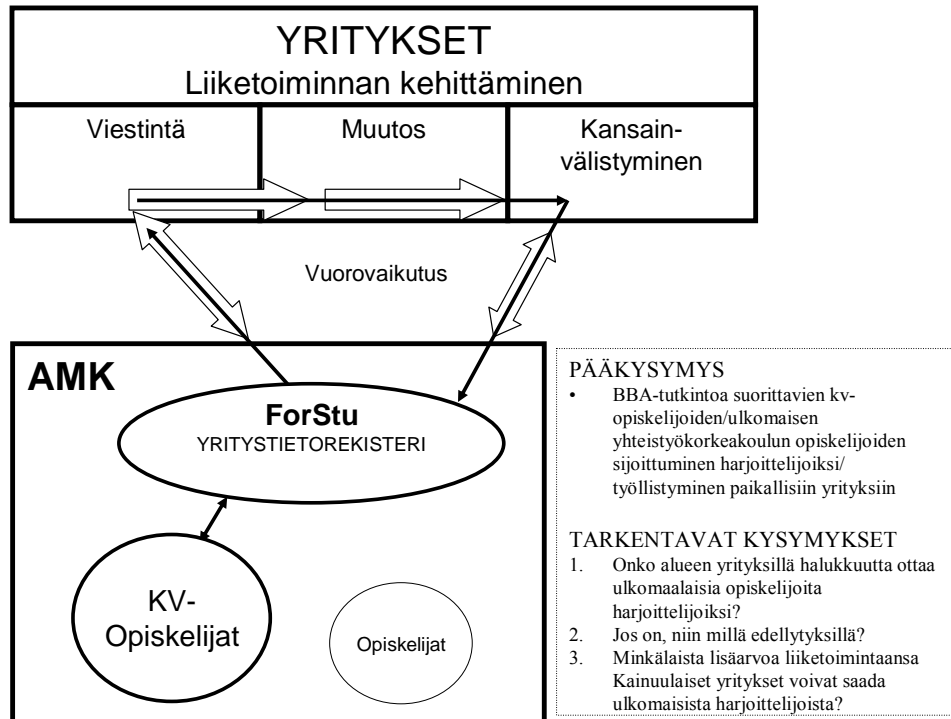 YRITYKSET
Liiketoiminnan kehittäminen
Viestintä
Muutos
Kansain-
välistyminen
Vuorovaikutus
AMK
ForStu
YRITYSTIETOREKISTERI
KV-
Opiskelijat
Opiskelijat
PÄÄKYSYMYS
• BBA-tutkintoa suorittavien kv-
opiskelijoiden/ulkomaisen
yhteistyökorkeakoulun opiskelijoiden
sijoittuminen harjoittelijoiksi/
työllistyminen paikallisiin yrityksiin
TARKENTAVAT KYSYMYKSET
1. Onko alueen yrityksillä halukkuutta ottaa
ulkomaalaisia opiskelijoita
harjoittelijoiksi?
2. Jos on, niin millä edellytyksillä?
3. Minkälaista lisäarvoa liiketoimintaansa
Kainuulaiset yritykset voivat saada
ulkomaisista harjoittelijoista?